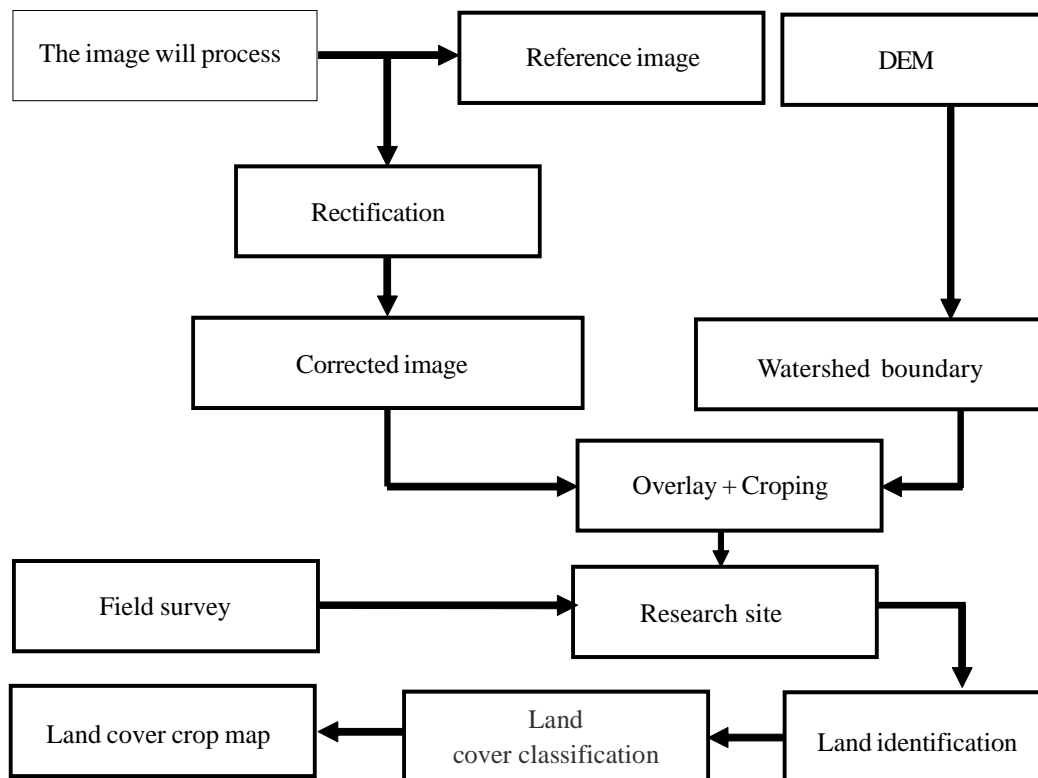 The image will process
Reference image
DEM
Rectification
Corrected image
Watershed boundary
Overlay + Croping
Field survey
Research site
Land cover crop map
Land
cover classification
Land identification